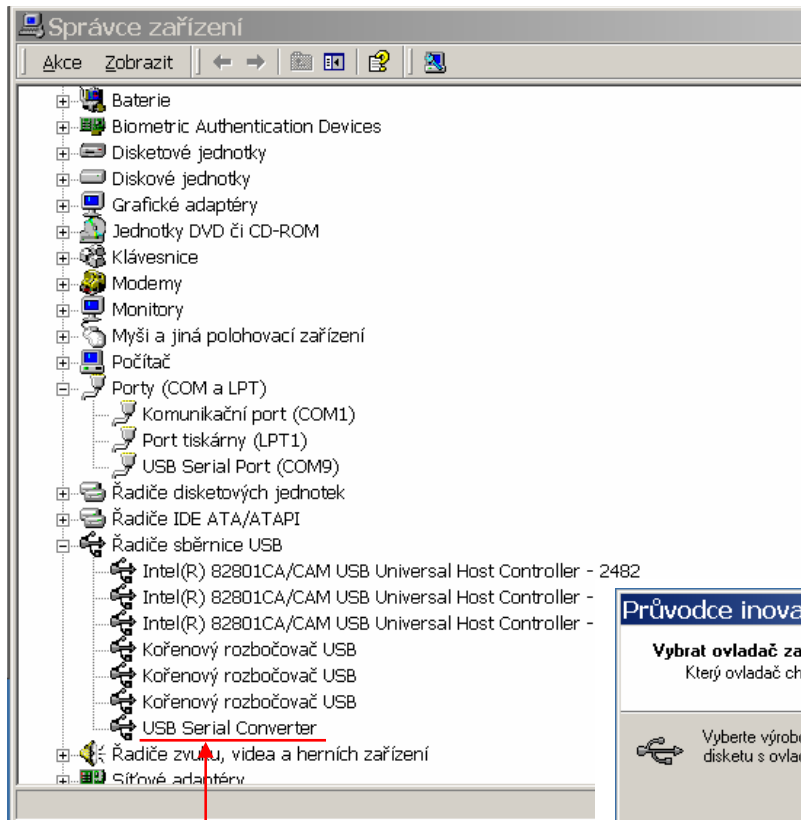 Správce zařízení
Akce Zobrazit
Baterie
Biometric Authentication Devices
Disketové jednotky
Diskové jednotky
Grafické adaptéry
Jednotky DVD či CD-ROM
Klávesnice
Modemy
Monitory
Myši a jiná polohovací zařízení
Počítač
Porty (COM a LPT)
Komunikační port (COM1)
Port tiskárny (LPT1)
USB Serial Port (COM9)
Řadiče disketových jednotek
Řadiče IDE ATA/ATAPI
Řadiče sběrnice USB
Intel(R) 82801CA/CAM USB Universal Host Controller - 2482
Intel(R) 82801CA/CAM USB Universal Host Controller -
Intel(R) 82801CA/CAM USB Universal Host Controller -
Kořenový rozbočovač USB
Kořenový rozbočovač USB
Kořenový rozbočovač USB
USB Serial Converter
Řadiče zvuku, videa a herních zařízení
Síťové adaptéry
Průvodce inova
Vybrat ovladač za
Který ovladač ch
Vyberte výrobc
disketu s ovlad